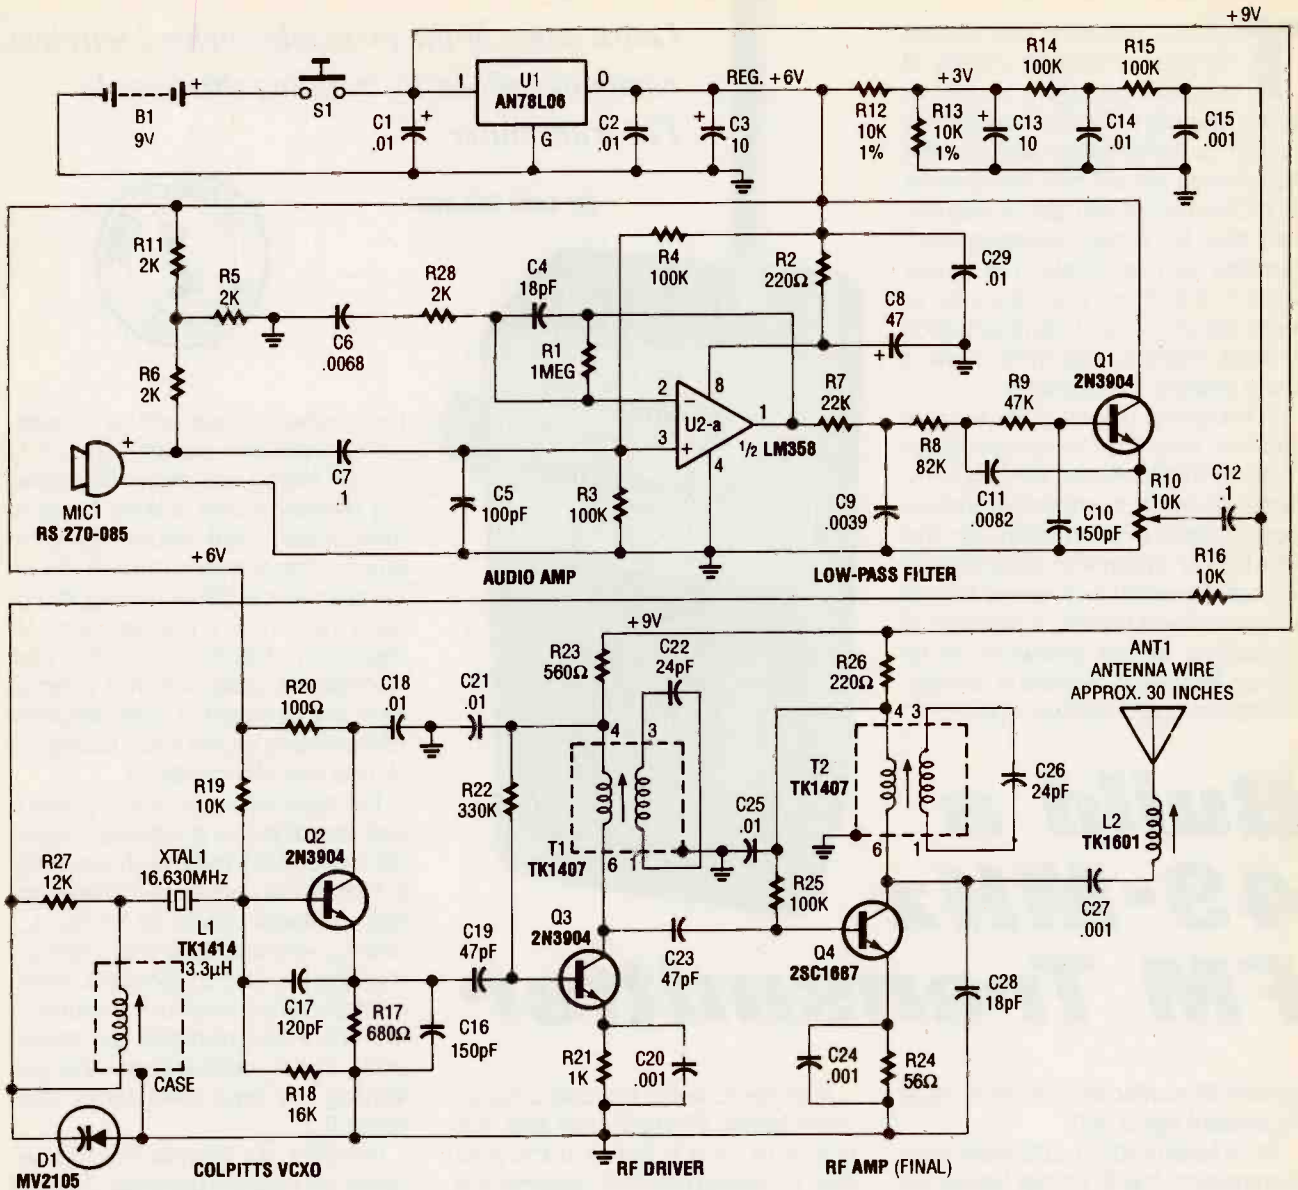 +9V
B1
9V
+
S1
I
U1
AN78L06
O
G
C1
.01
+
C2
.01
+
C3
10
REG. +6V
R12
10K
1%
+3V
R13
10K
1%
+
C13
10
R14
100K
C14
.01
R15
100K
C15
.001
R11
2K
R5
2K
R6
2K
C6
.0068
R28
2K
C4
18pF
R1
1MEG
R4
100K
R2
220Ω
C29
.01
C8
47
+
2
3
8
4
1
U2-a
½ LM358
R7
22K
R8
82K
R9
47K
Q1
2N3904
C9
.0039
C11
.0082
C10
150pF
R10
10K
C12
.1
R16
10K
MIC1
RS 270-085
+
C7
.1
C5
100pF
R3
100K
AUDIO AMP
LOW-PASS FILTER
+6V
+9V
R20
100Ω
C18
.01
C21
.01
R23
560Ω
C22
24pF
R26
220Ω
ANT1
ANTENNA WIRE
APPROX. 30 INCHES
R19
10K
R22
330K
4
3
6
1
T1
TK1407
C25
.01
T2
TK1407
4
3
6
1
C26
24pF
L2
TK1601
R27
12K
XTAL1
16.630MHz
Q2
2N3904
L1
TK1414
3.3µH
C19
47pF
Q3
2N3904
C23
47pF
R25
100K
Q4
2SC1687
C27
.001
C28
18pF
C17
120pF
R17
680Ω
C16
150pF
R18
16K
R21
1K
C20
.001
C24
.001
R24
56Ω
CASE
D1
MV2105
COLPITTS VCXO
RF DRIVER
RF AMP (FINAL)